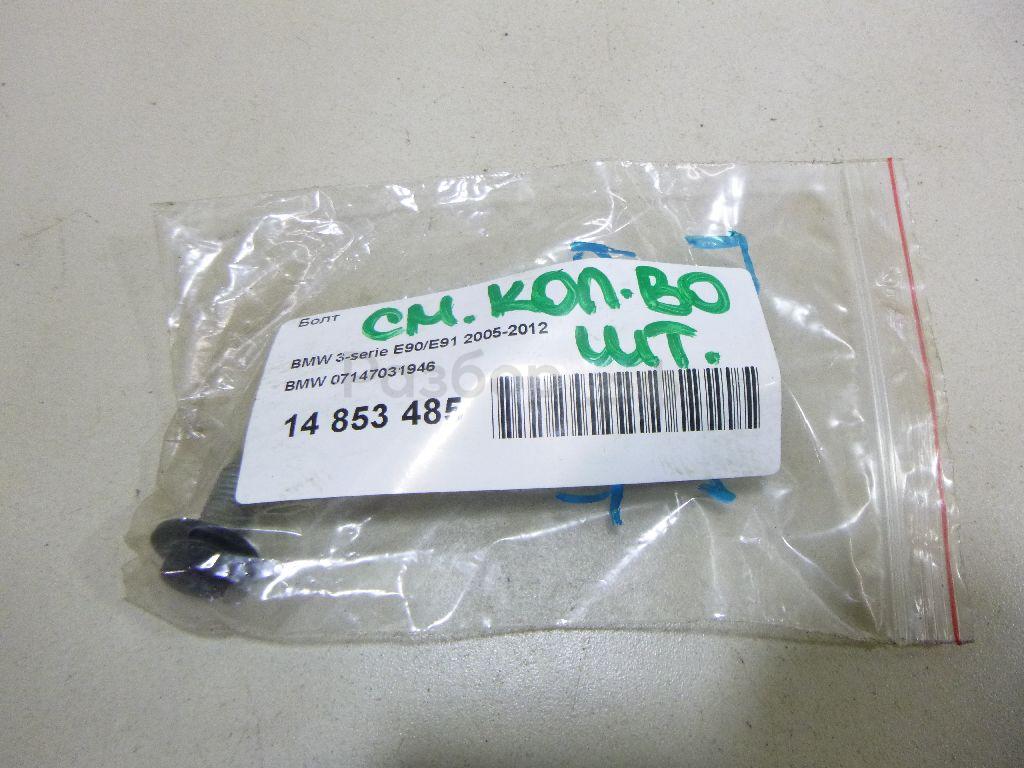 Болт
см. кол-во
шт.
BMW 3-serie E90/E91 2005-2012
BMW 07147031946
14 853 485